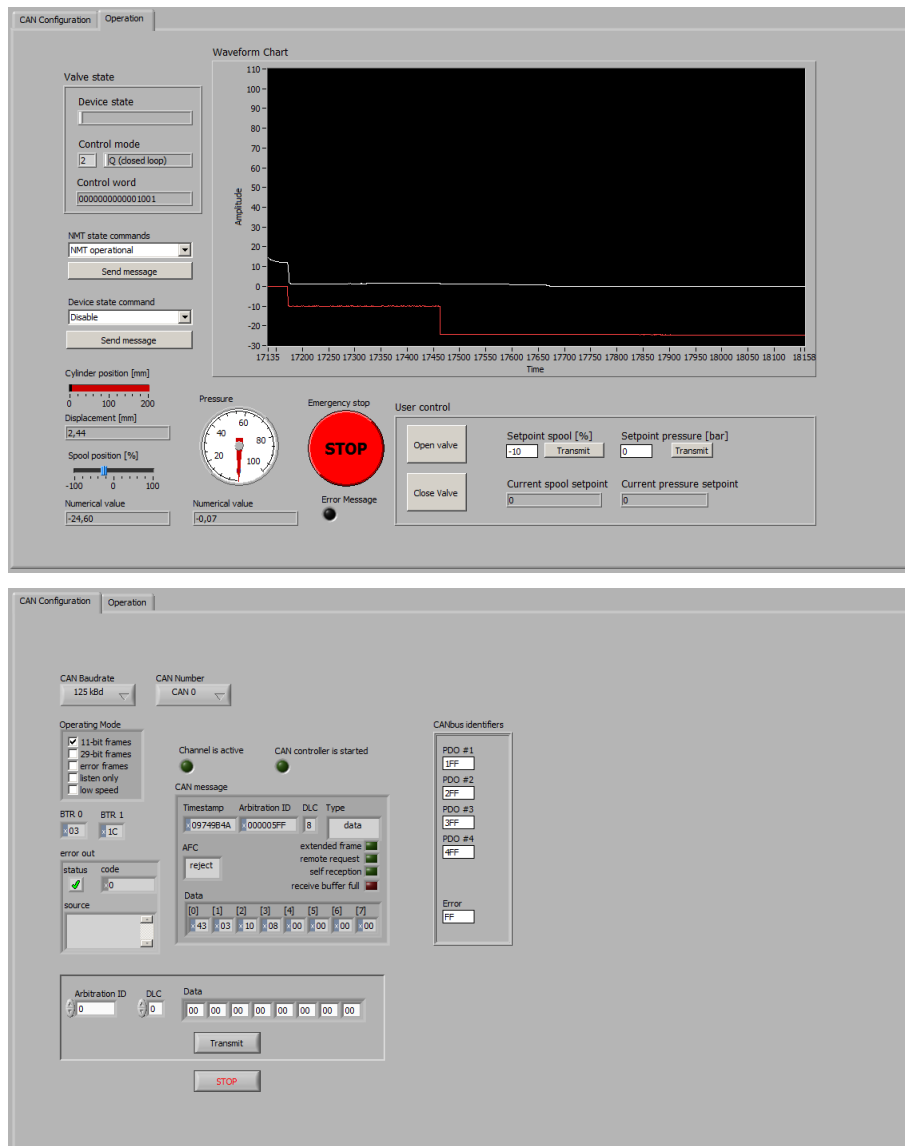 CAN Configuration Operation
Waveform Chart
Valve state
Device state
Control mode
2 Q (closed loop)
Control word
0000000000001001
NMT state commands
NMT operational
Send message
Device state command
Disable
Send message
Amplitude
110
100
90
80
70
60
50
40
30
20
10
0
-10
-20
-30
17135 17200 17250 17300 17350 17400 17450 17500 17550 17600 17650 17700 17750 17800 17850 17900 17950 18000 18050 18100 18158
Time
Cylinder position [mm]
0 100 200
Displacement [mm]
2,44
Spool position [%]
-100 0 100
Numerical value
-24,60
Pressure
20 40 60 80 100
Numerical value
-0,07
Emergency stop
STOP
Error Message
User control
Open valve
Close Valve
Setpoint spool [%] Setpoint pressure [bar]
-10 Transmit 0 Transmit
Current spool setpoint Current pressure setpoint
0 0
CAN Configuration Operation
CAN Baudrate CAN Number
125 kBd CAN 0
Operating Mode
11-bit frames
29-bit frames
error frames
listen only
low speed
BTR 0 BTR 1
x 03 x 1C
error out
status code
0
source
Channel is active CAN controller is started
CAN message
Timestamp Arbitration ID DLC Type
x 09749B4A x 000005FF 8 data
AFC
reject
extended frame
remote request
self reception
receive buffer full
Data
[0] [1] [2] [3] [4] [5] [6] [7]
x 43 x 03 x 10 x 08 x 00 x 00 x 00 x 00
CANbus identifiers
PDO #1
1FF
PDO #2
2FF
PDO #3
3FF
PDO #4
4FF
Error
FF
Arbitration ID DLC Data
0 0 00 00 00 00 00 00 00 00
Transmit
STOP